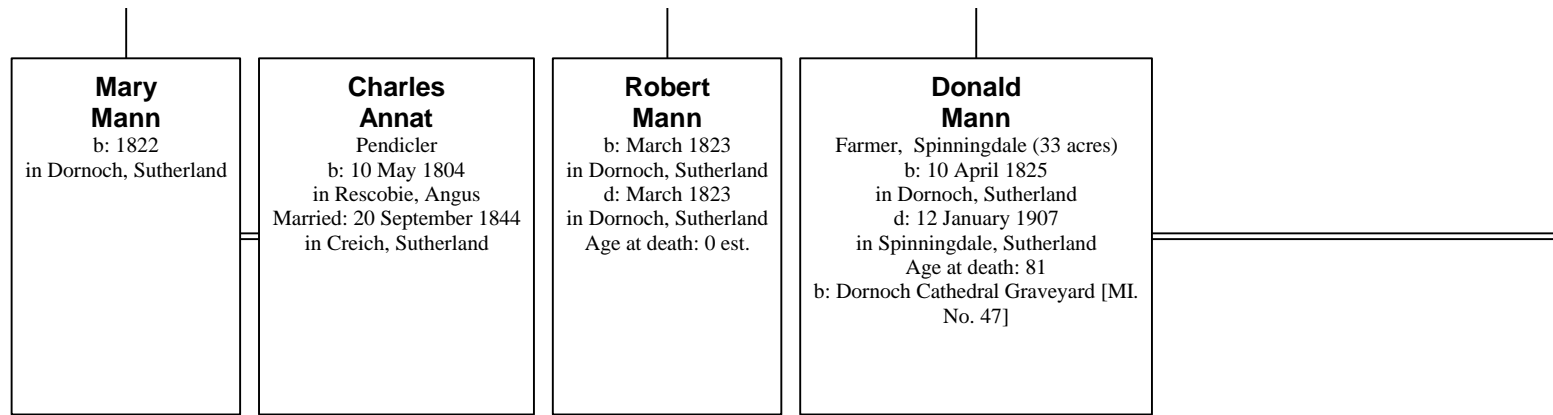 Mary
Mann
b: 1822
in Dornoch, Sutherland
Charles
Annat
Pendicler
b: 10 May 1804
in Rescobie, Angus
Married: 20 September 1844
in Creich, Sutherland
Robert
Mann
b: March 1823
in Dornoch, Sutherland
d: March 1823
in Dornoch, Sutherland
Age at death: 0 est.
Donald
Mann
Farmer, Spinningdale (33 acres)
b: 10 April 1825
in Dornoch, Sutherland
d: 12 January 1907
in Spinningdale, Sutherland
Age at death: 81
b: Dornoch Cathedral Graveyard [MI.
No. 47]